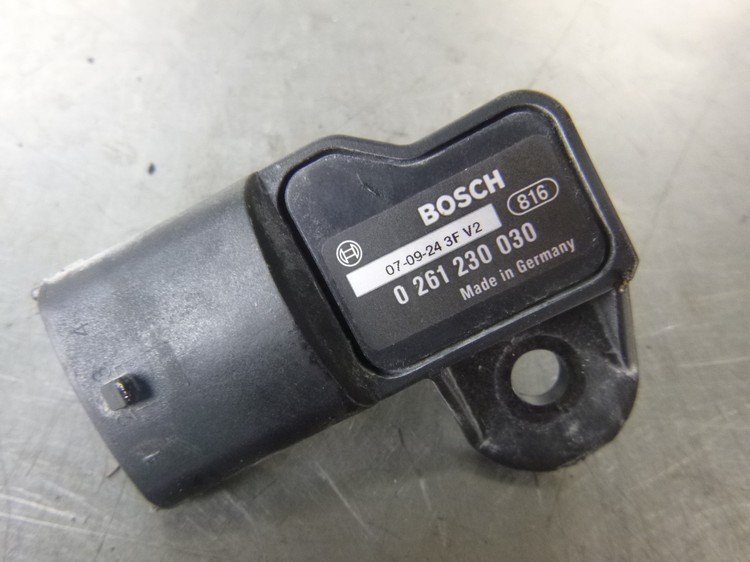 BOSCH
816
07-09-24 3F V2
0 261 230 030
Made in Germany